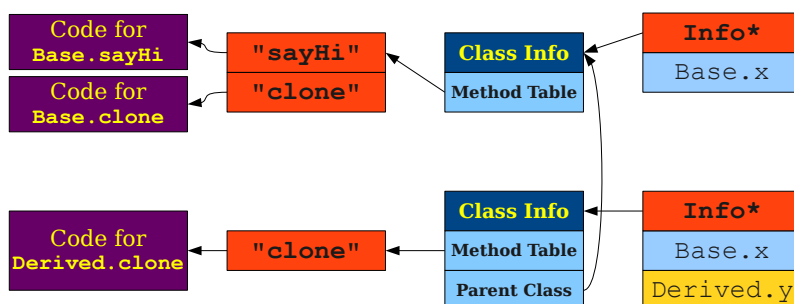 Code for
Base.sayHi
Code for
Base.clone
"sayHi"
"clone"
Class Info
Method Table
Info*
Base.x
Code for
Derived.clone
"clone"
Class Info
Method Table
Parent Class
Info*
Base.x
Derived.y